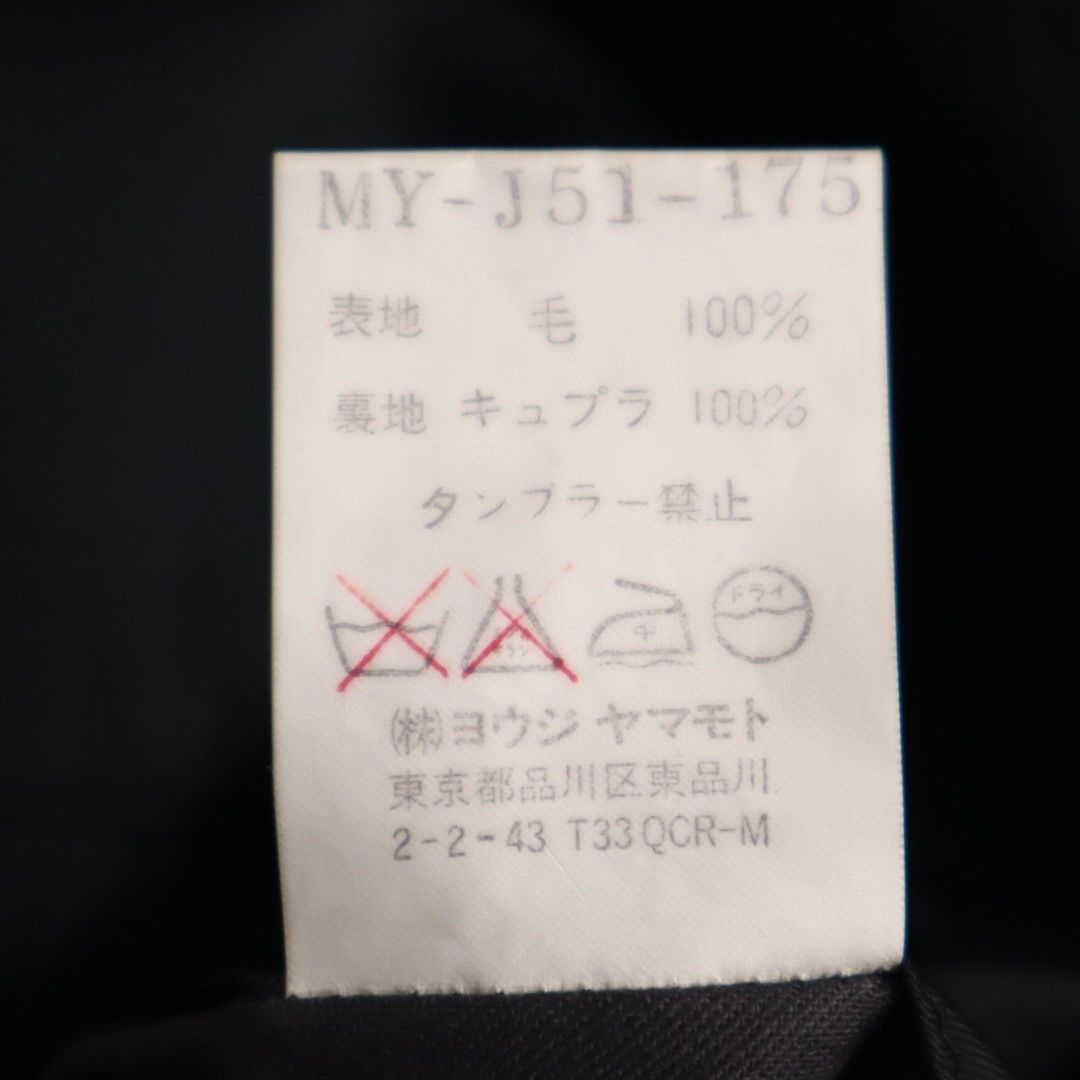 MY-J51-175
表地 毛 100%
裏地 キュプラ 100%
タンブラー禁止
中 ドライ
㈱ヨウジヤマモト
東京都品川区東品川
2-2-43 T33QCR-M